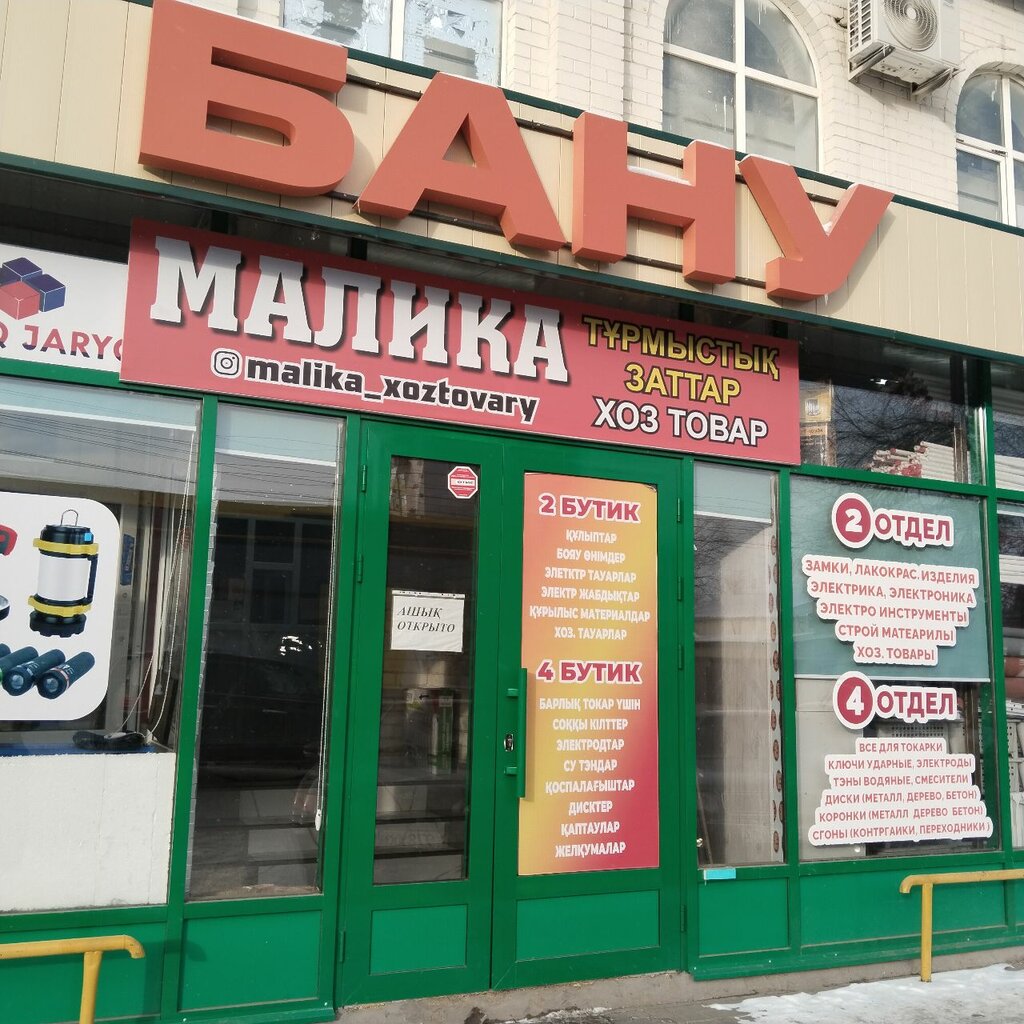 БАНУ
JARYQ
МАЛИКА
@malika_xoztovary
ТҰРМЫСТЫҚ
ЗАТТАР
ХОЗ ТОВАР
АШЫҚ
ОТКРЫТО
2 БУТИК
ҚҰЛЫПТАР
БОЯУ ӨНІМДЕР
ЭЛЕТКТР ТАУАРЛАР
ЭЛЕКТР ЖАБДЫҚТАР
ҚҰРЫЛЫС МАТЕРИАЛДАР
ХОЗ. ТАУАРЛАР
4 БУТИК
БАРЛЫҚ ТОКАР ҮШІН
СОҚҚЫ КІЛТТЕР
ЭЛЕКТРОДТАР
СУ ТЭНДАР
ҚОСПАЛАҒЫШТАР
ДИСКТЕР
ҚАПТАУЛАР
ЖЕЛҚУМАЛАР
2 ОТДЕЛ
ЗАМКИ, ЛАКОКРАС.ИЗДЕЛИЯ
ЭЛЕКТРИКА, ЭЛЕКТРОНИКА
ЭЛЕКТРО ИНСТРУМЕНТЫ
СТРОЙ МАТЕАРИЛЫ
ХОЗ. ТОВАРЫ
4 ОТДЕЛ
ВСЕ ДЛЯ ТОКАРКИ
КЛЮЧИ УДАРНЫЕ, ЭЛЕКТРОДЫ
ТЭНЫ ВОДЯНЫЕ, СМЕСИТЕЛИ
ДИСКИ (МЕТАЛЛ, ДЕРЕВО, БЕТОН)
КОРОНКИ (МЕТАЛЛ ДЕРЕВО БЕТОН)
СГОНЫ (КОНТРГАИКИ, ПЕРЕХОДНИКИ )